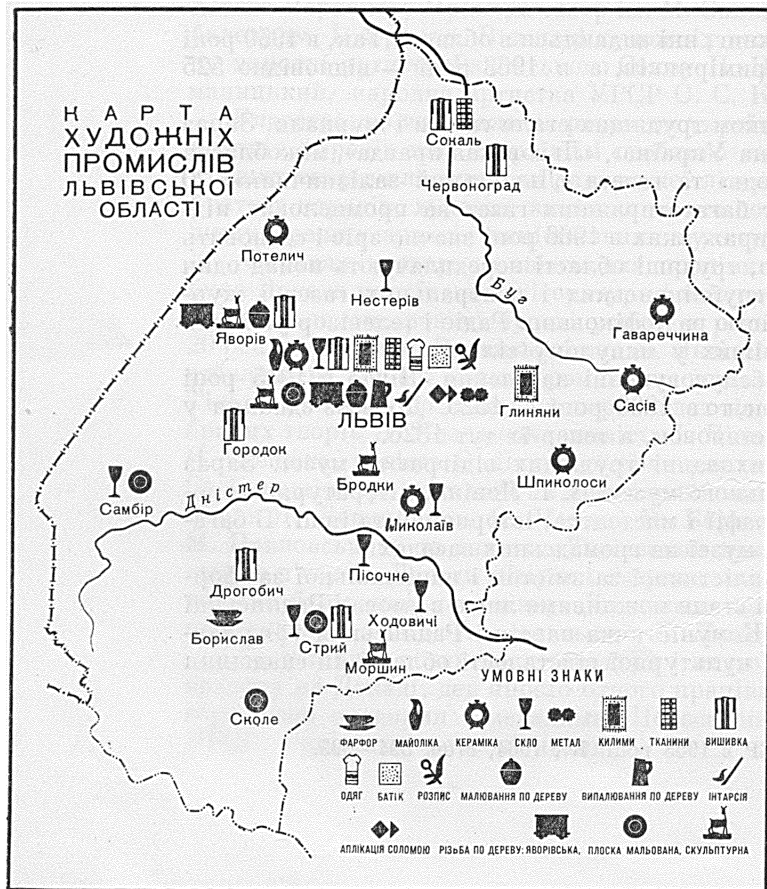 КАРТА
ХУДОЖНІХ
ПРОМИСЛІВ
ЛЬВІВСЬКОЇ
ОБЛАСТІ
Сокаль
Червоноград
Потелич
Нестерів
Буг
Гавареччина
Яворів
Глиняни
Сасів
ЛЬВІВ
Городок
Бродки
Шпиколоси
Самбір
Дністер
Миколаїв
Пісочне
Дрогобич
Ходовичі
Борислав
Стрий
Моршин
Сколе
УМОВНІ ЗНАКИ
ФАРФОР МАЙОЛІКА КЕРАМІКА СКЛО МЕТАЛ КИЛИМИ ТКАНИНИ ВИШИВКА
ОДЯГ БАТІК РОЗПИС МАЛЮВАННЯ ПО ДЕРЕВУ ВИПАЛЮВАННЯ ПО ДЕРЕВУ ІНТАРСІЯ
АПЛІКАЦІЯ СОЛОМОЮ РІЗЬБА ПО ДЕРЕВУ: ЯВОРІВСЬКА, ПЛОСКА МАЛЬОВАНА, СКУЛЬПТУРНА